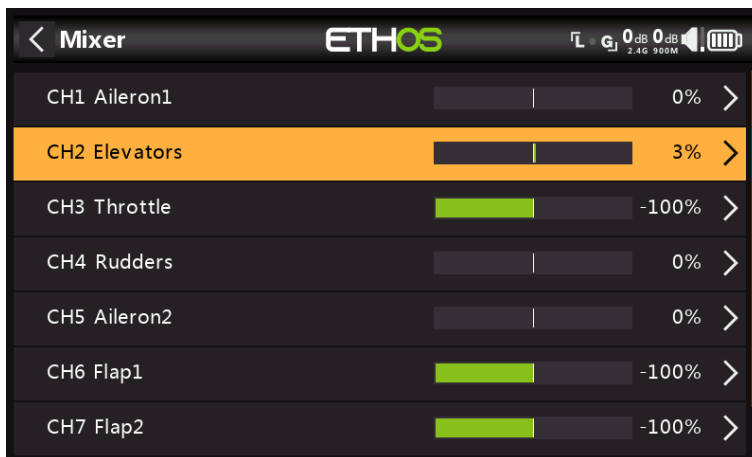 Mixer ETHOS L G 0dB 0dB
2.4G 900M
CH1 Aileron1 0%
CH2 Elevators 3%
CH3 Throttle -100%
CH4 Rudders 0%
CH5 Aileron2 0%
CH6 Flap1 -100%
CH7 Flap2 -100%